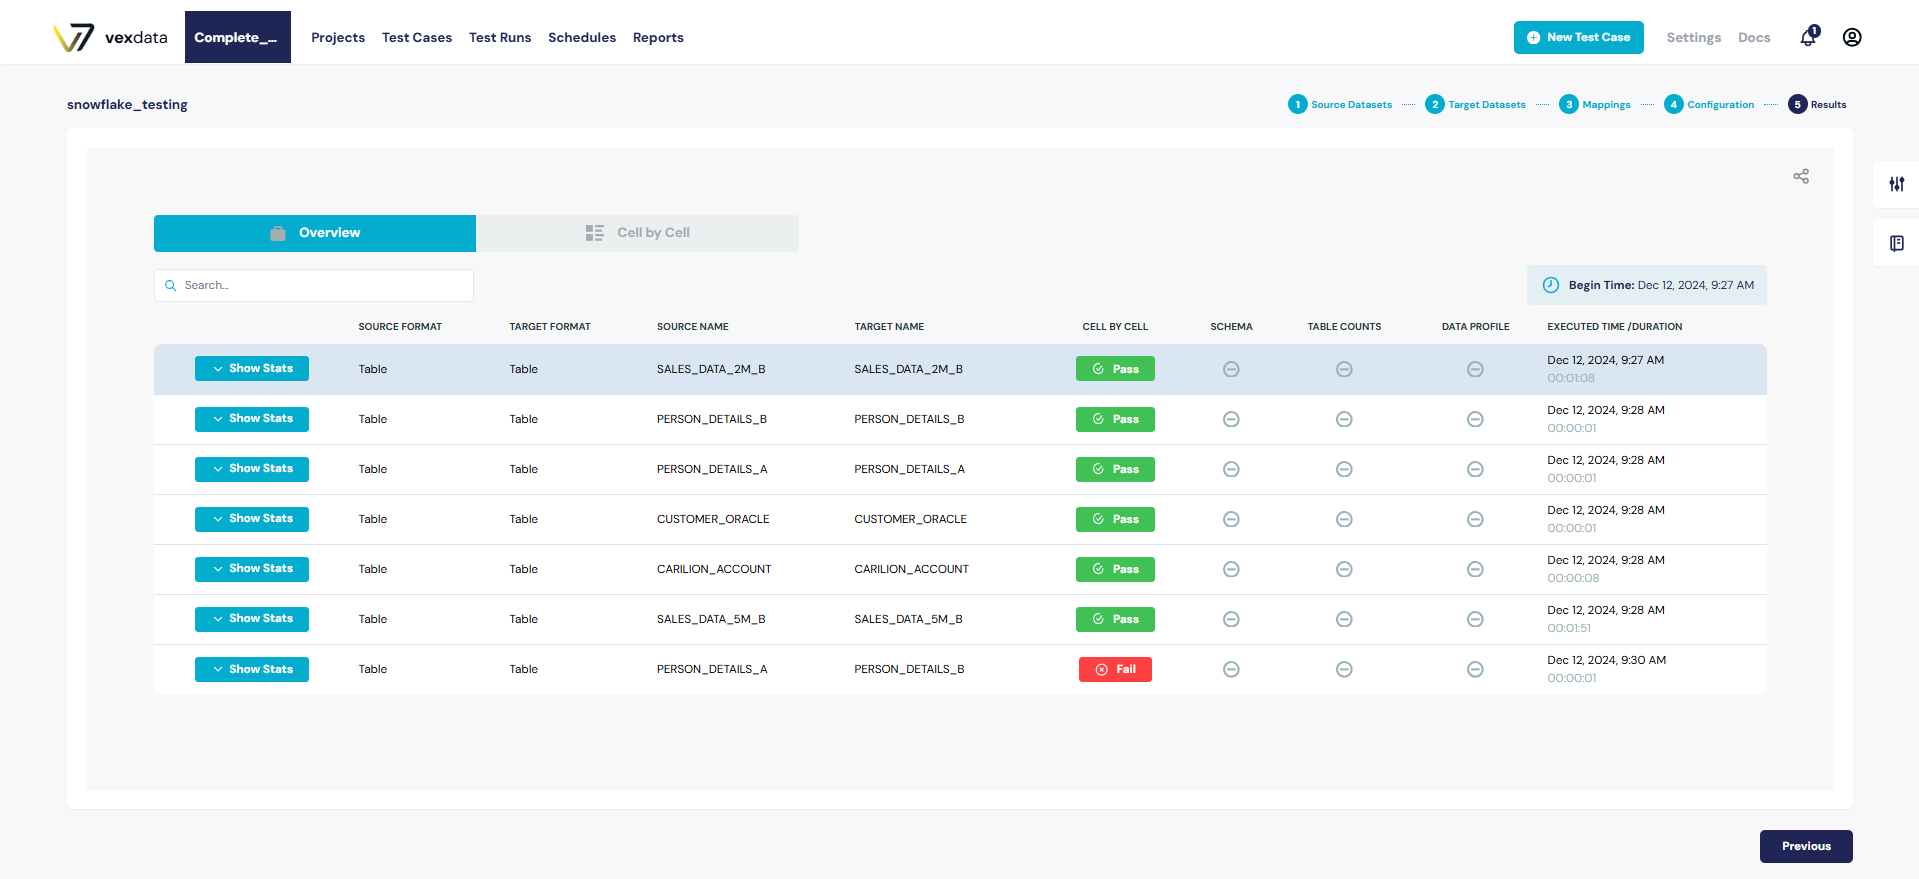 vexdata Complete_... Projects Test Cases Test Runs Schedules Reports New Test Case Settings Docs 1
snowflake_testing
1 Source Datasets 2 Target Datasets 3 Mappings 4 Configuration 5 Results
Overview Cell by Cell
Search... Begin Time: Dec 12, 2024, 9:27 AM
SOURCE FORMAT TARGET FORMAT SOURCE NAME TARGET NAME CELL BY CELL SCHEMA TABLE COUNTS DATA PROFILE EXECUTED TIME /DURATION
Show Stats Table Table SALES_DATA_2M_B SALES_DATA_2M_B Pass Dec 12, 2024, 9:27 AM
00:01:08
Show Stats Table Table PERSON_DETAILS_B PERSON_DETAILS_B Pass Dec 12, 2024, 9:28 AM
00:00:01
Show Stats Table Table PERSON_DETAILS_A PERSON_DETAILS_A Pass Dec 12, 2024, 9:28 AM
00:00:01
Show Stats Table Table CUSTOMER_ORACLE CUSTOMER_ORACLE Pass Dec 12, 2024, 9:28 AM
00:00:01
Show Stats Table Table CARILION_ACCOUNT CARILION_ACCOUNT Pass Dec 12, 2024, 9:28 AM
00:00:08
Show Stats Table Table SALES_DATA_5M_B SALES_DATA_5M_B Pass Dec 12, 2024, 9:28 AM
00:01:51
Show Stats Table Table PERSON_DETAILS_A PERSON_DETAILS_B Fail Dec 12, 2024, 9:30 AM
00:00:01
Previous